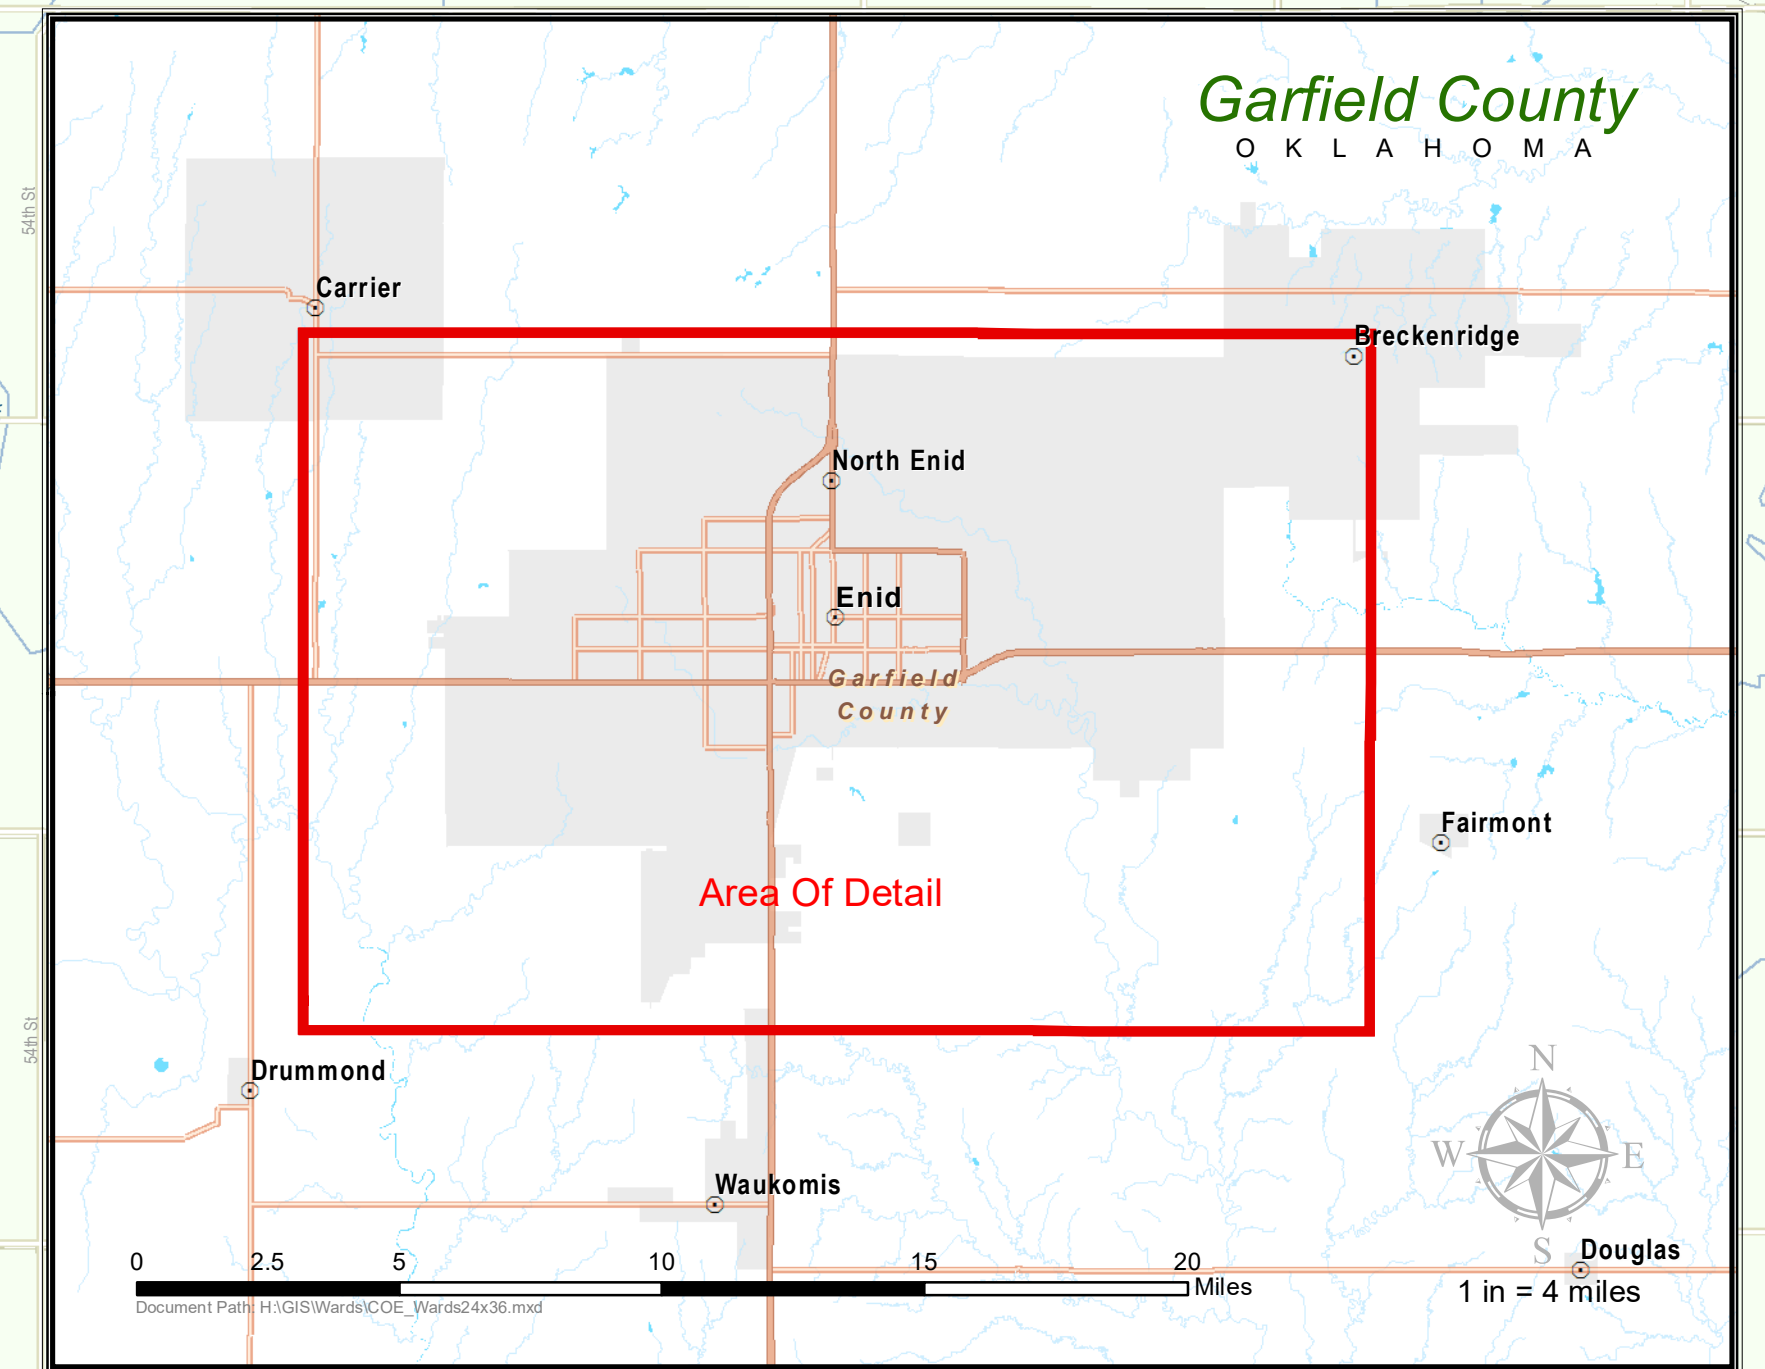 Garfield County
OKLAHOMA
54th St
Carrier
Breckenridge
North Enid
Enid
Garfield
County
Fairmont
Area Of Detail
54th St
Drummond
N
W E
S
Waukomis
Douglas
0 2.5 5 10 15 20
Miles
1 in = 4 miles
Document Path: H:\GIS\Wards\COE_Wards24x36.mxd